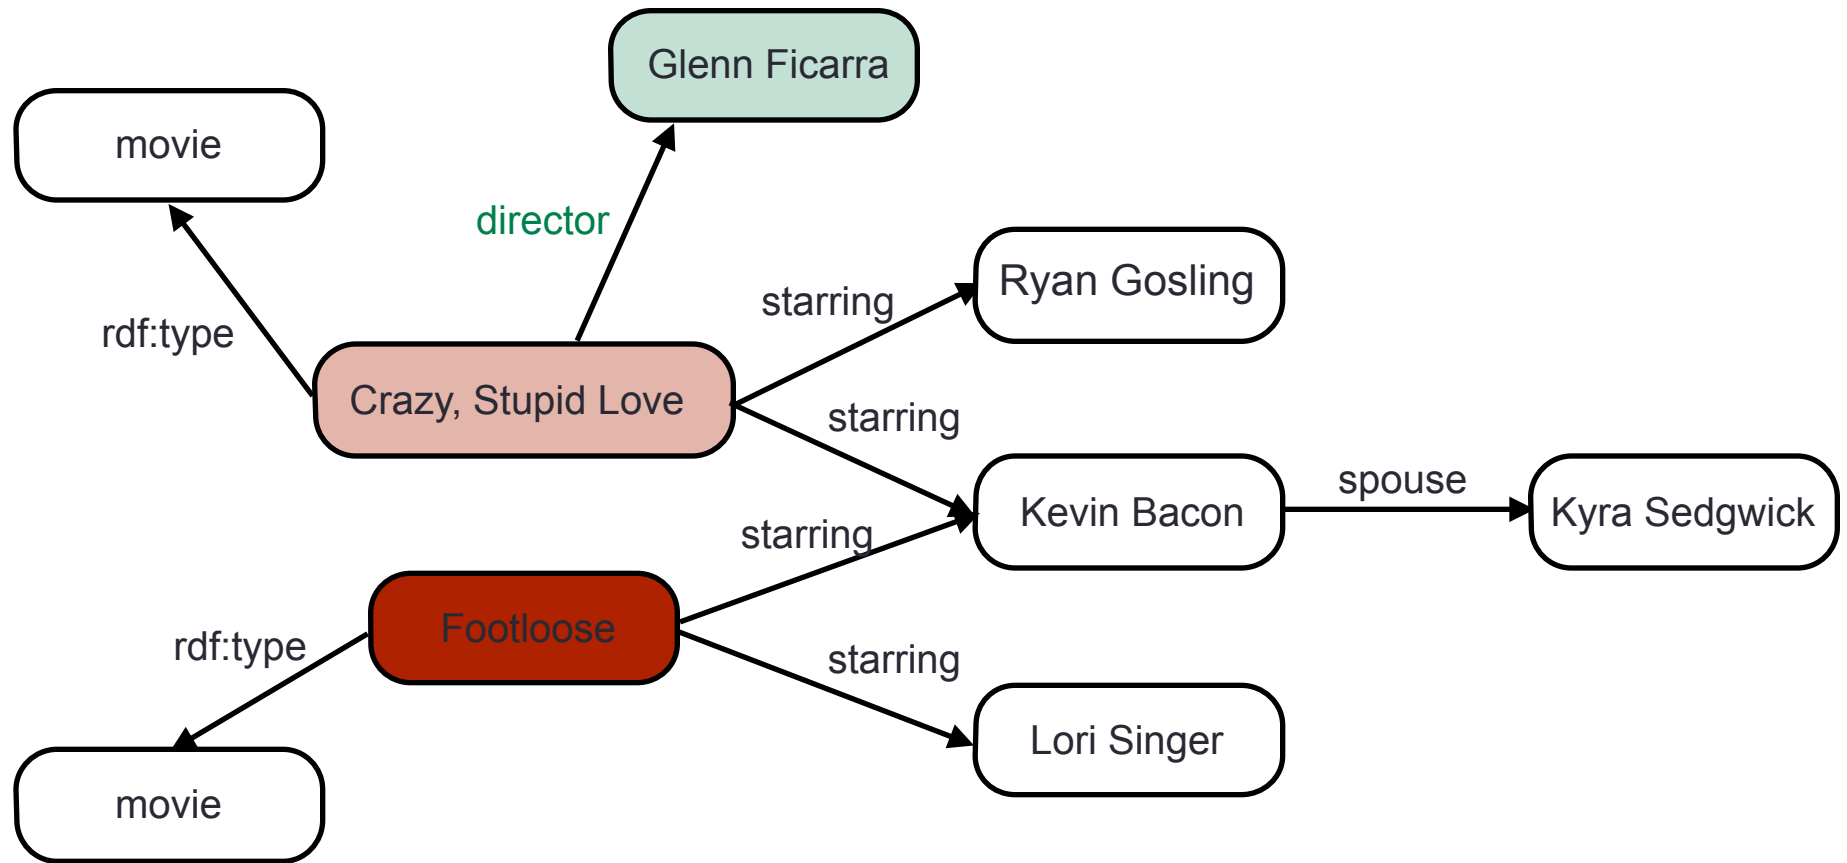 Glenn Ficarra
movie
director
Ryan Gosling
starring
rdf:type
Crazy, Stupid Love
starring
spouse
Kevin Bacon
Kyra Sedgwick
starring
Footloose
rdf:type
starring
Lori Singer
movie